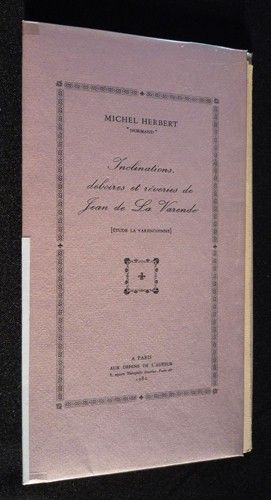 MICHEL HERBERT
"NORMAND"
Inclinations,
déboires et rêveries de
Jean de La Varende
[ÉTUDE LA VARENDIENNE]
A PARIS
AUX DÉPENS DE L'AUTEUR